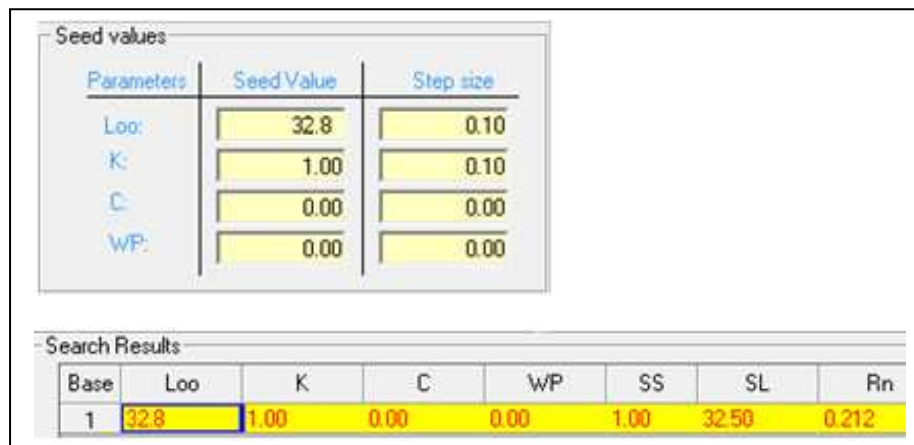 Seed values
Parameters Seed Value Step size
Loo: 32.8 0.10
K: 1.00 0.10
C: 0.00 0.00
WP: 0.00 0.00
Search Results
Base Loo K C WP SS SL Rn
1 32.8 1.00 0.00 0.00 1.00 32.50 0.212